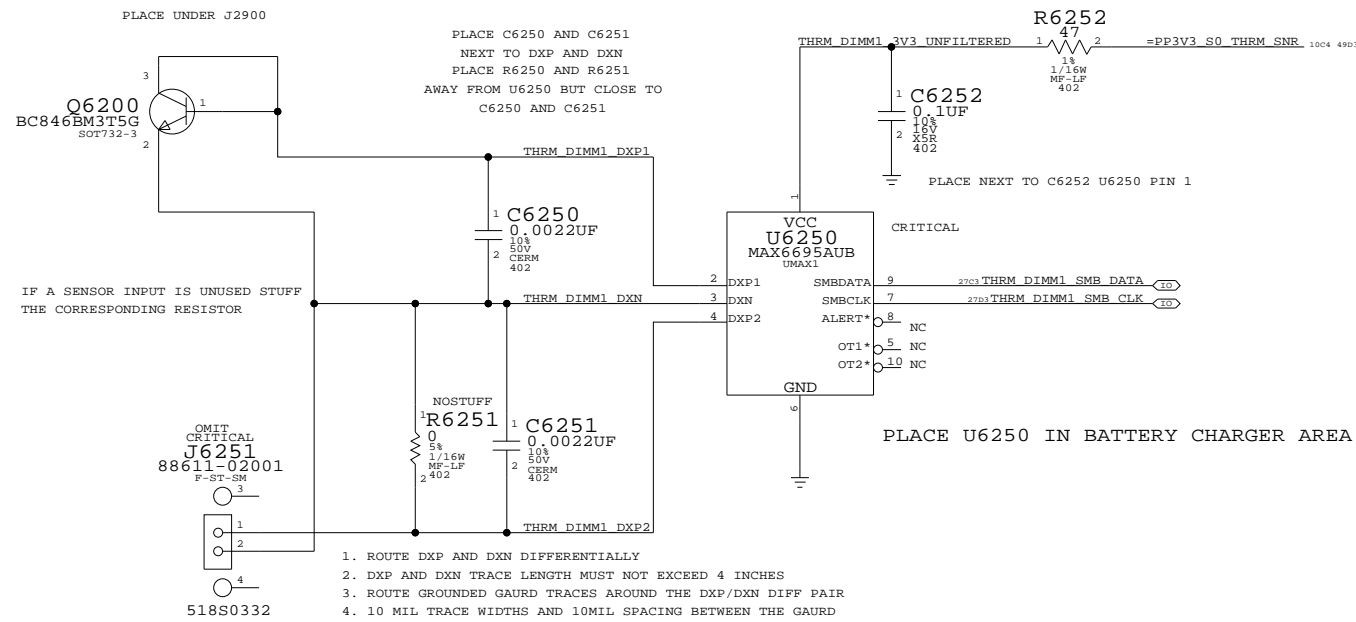 PLACE UNDER J2900
3
Q6200
BC846BM3T5G
SOT732-3
1
2
PLACE C6250 AND C6251
NEXT TO DXP AND DXN
PLACE R6250 AND R6251
AWAY FROM U6250 BUT CLOSE TO
C6250 AND C6251
THRM_DIMM1_3V3_UNFILTERED
R6252
47
1
2
1%
1/16W
MF-LF
402
=PP3V3_S0_THRM_SNR
10C4
1
C6252
0.1UF
10%
16V
X5R
402
2
PLACE NEXT TO C6252 U6250 PIN 1
THRM_DIMM1_DXP1
1
C6250
0.0022UF
10%
50V
CERM
402
2
1
VCC
U6250
MAX6695AUB
UMAX1
CRITICAL
2 DXP1
3 DXN
4 DXP2
SMBDATA 9
SMBCLK 7
ALERT* 8
NC
OT1* 5 NC
OT2* 10 NC
GND
6
27C3 THRM_DIMM1_SMB_DATA IO
27D3 THRM_DIMM1_SMB_CLK IO
IF A SENSOR INPUT IS UNUSED STUFF
THE CORRESPONDING RESISTOR
THRM_DIMM1_DXN
NOSTUFF
1
R6251
0
5%
1/16W
MF-LF
402
2
1
C6251
0.0022UF
10%
50V
CERM
402
2
PLACE U6250 IN BATTERY CHARGER AREA
OMIT
CRITICAL
J6251
88611-02001
F-ST-SM
3
1
2
4
518S0332
THRM_DIMM1_DXP2
1. ROUTE DXP AND DXN DIFFERENTIALLY
2. DXP AND DXN TRACE LENGTH MUST NOT EXCEED 4 INCHES
3. ROUTE GROUNDED GAURD TRACES AROUND THE DXP/DXN DIFF PAIR
4. 10 MIL TRACE WIDTHS AND 10MIL SPACING BETWEEN THE GAURD